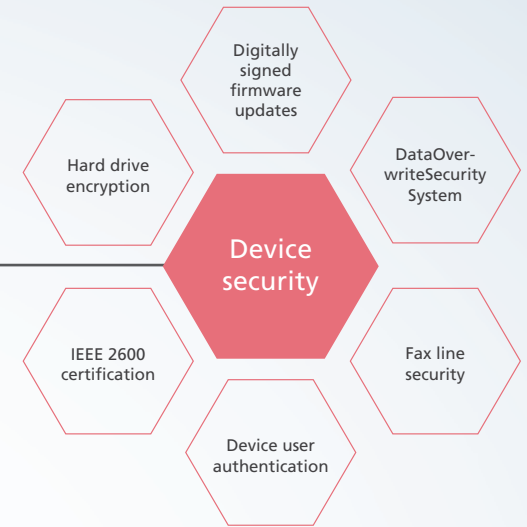 Digitally
signed
firmware
updates
Hard drive
encryption
DataOver-
writeSecurity
System
Device
security
IEEE 2600
certification
Fax line
security
Device user
authentication